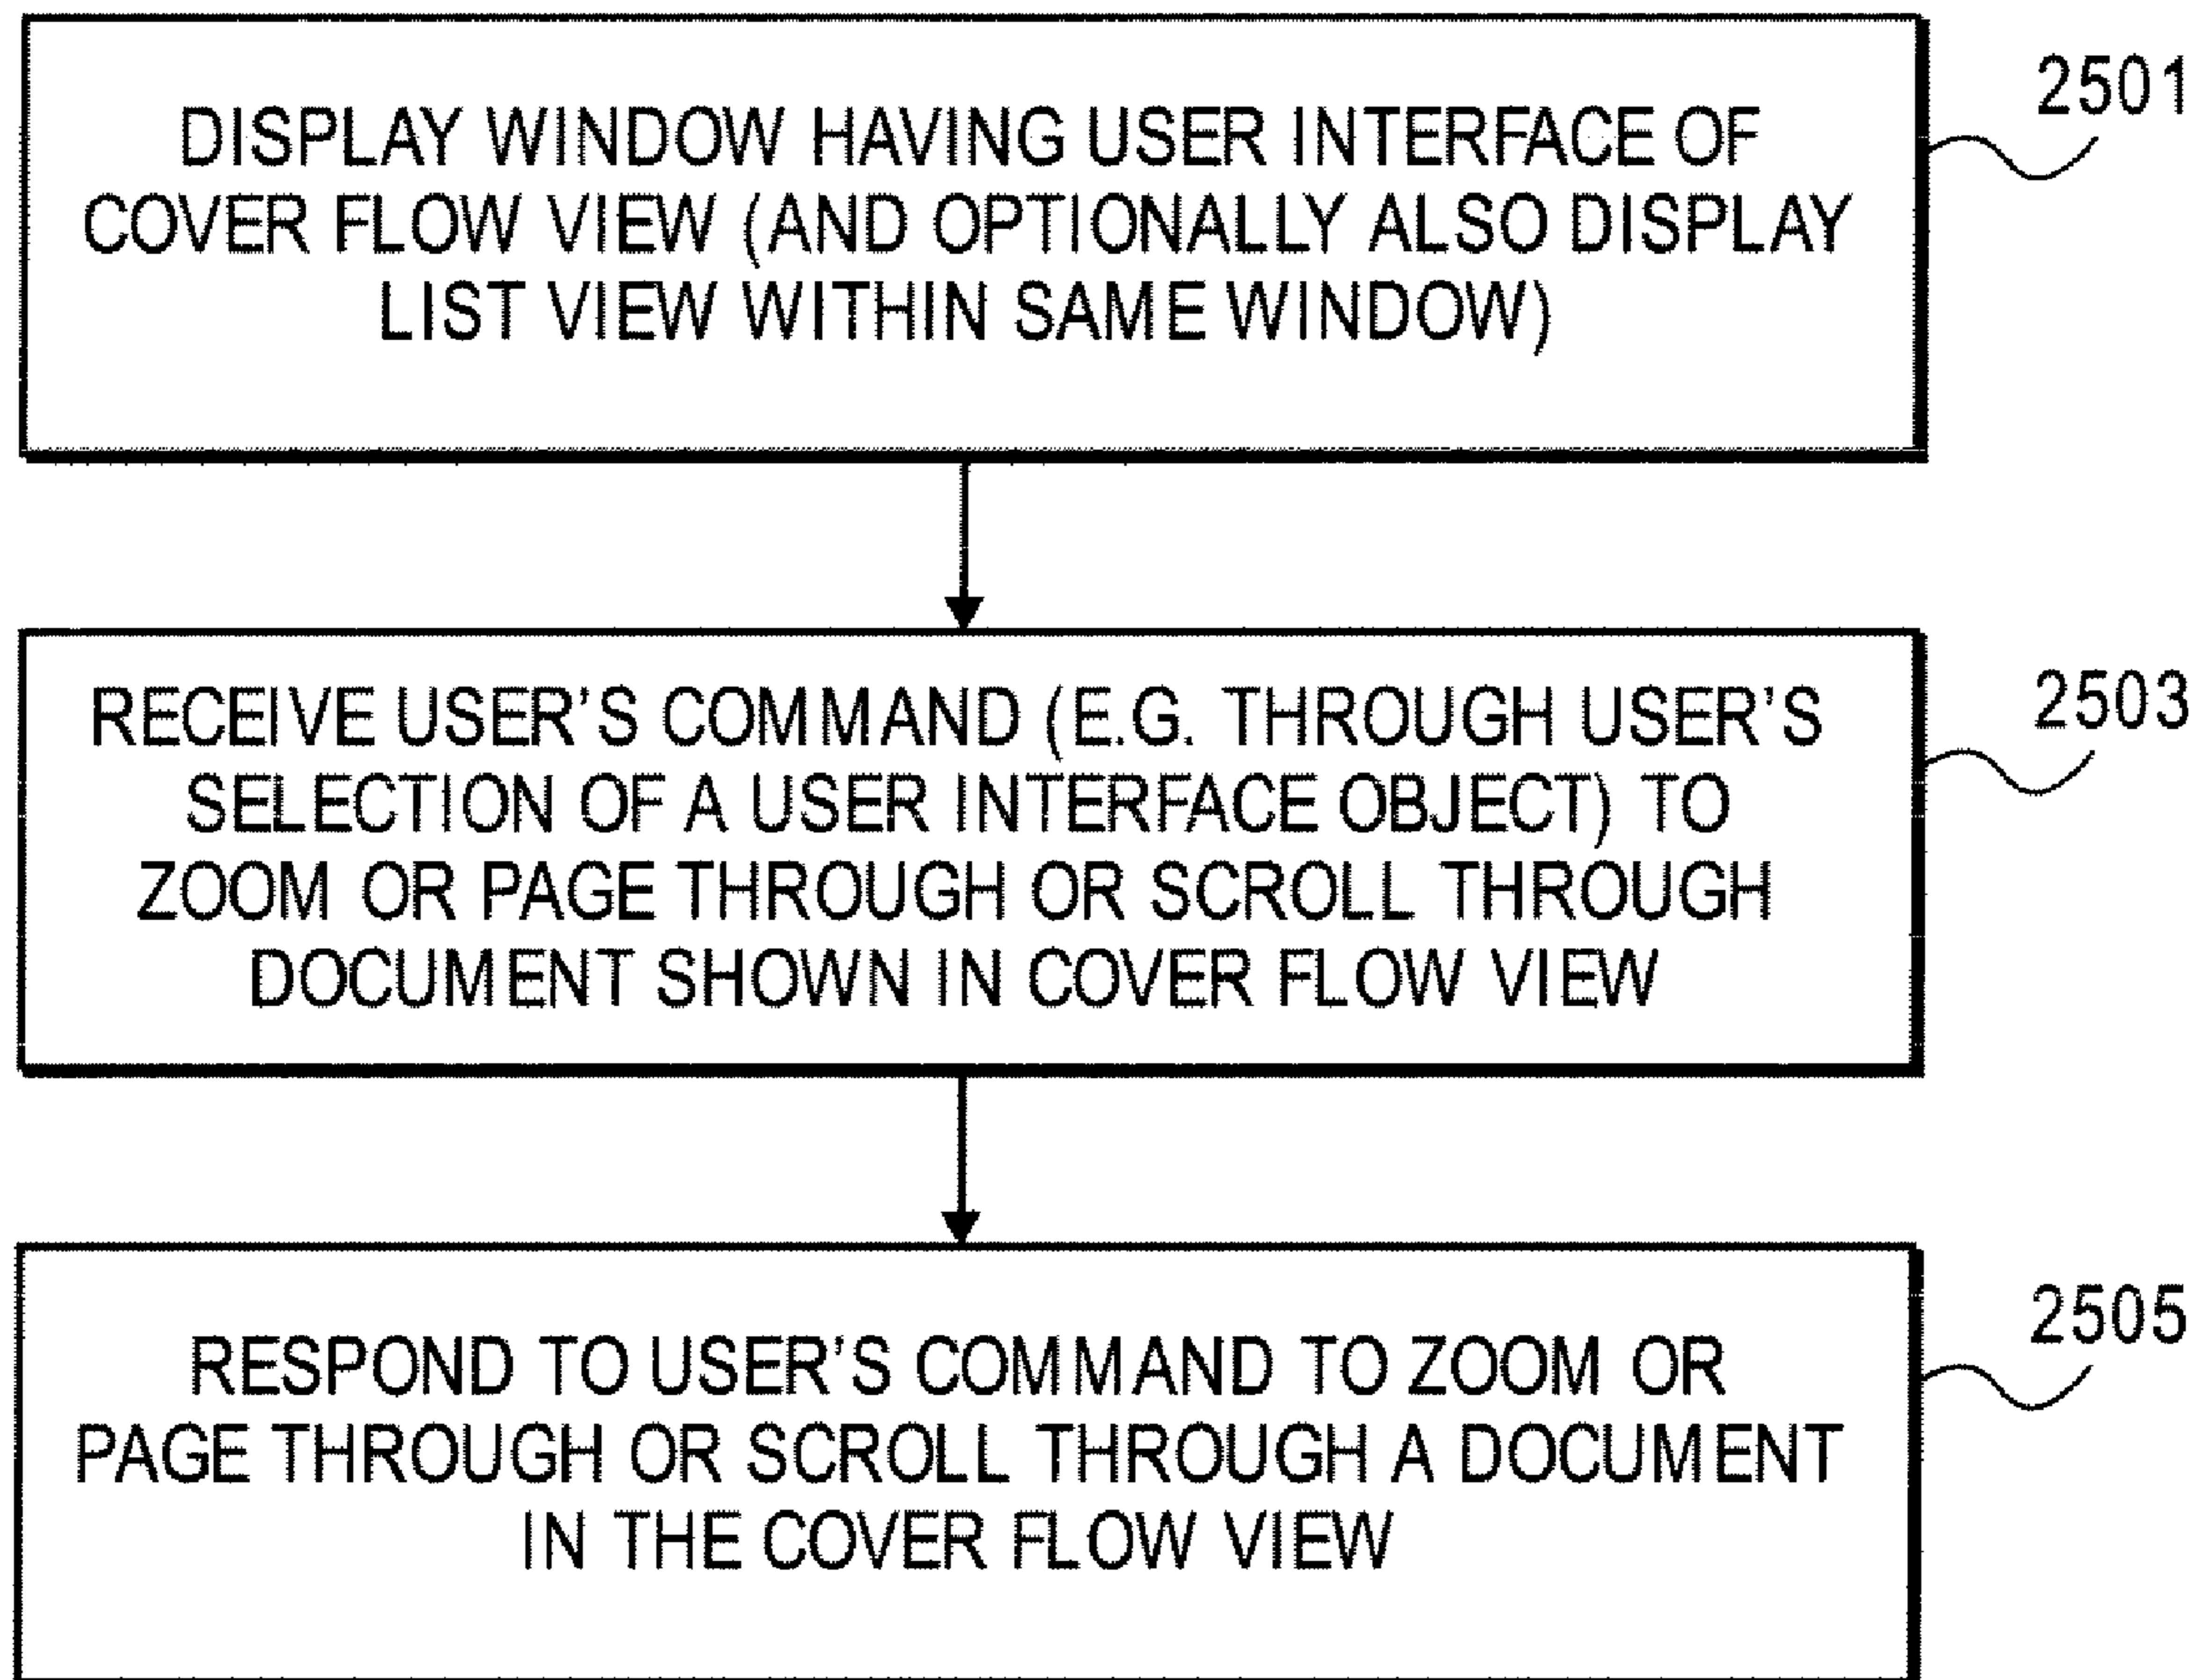 DISPLAY WINDOW HAVING USER INTERFACE OF
COVER FLOW VIEW (AND OPTIONALLY ALSO DISPLAY
LIST VIEW WITHIN SAME WINDOW)
2501
RECEIVE USER'S COMMAND (E.G. THROUGH USER'S
SELECTION OF A USER INTERFACE OBJECT) TO
ZOOM OR PAGE THROUGH OR SCROLL THROUGH
DOCUMENT SHOWN IN COVER FLOW VIEW
2503
RESPOND TO USER'S COMMAND TO ZOOM OR
PAGE THROUGH OR SCROLL THROUGH A DOCUMENT
IN THE COVER FLOW VIEW
2505